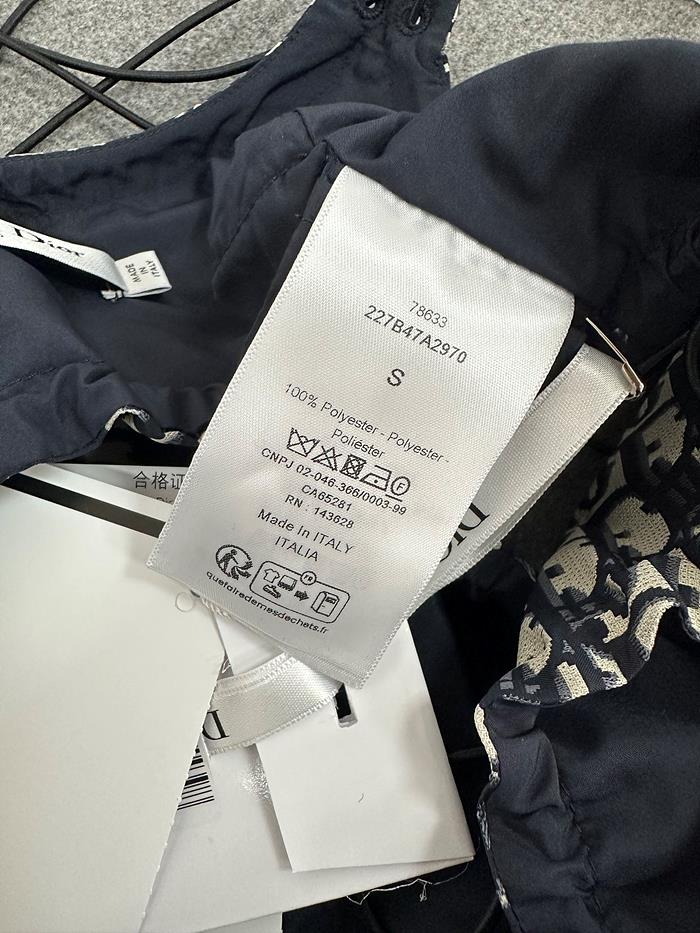 Dior
MADE
IN
ITALY
78633
227B47A2970
S
100% Polyester - Polyester -
Poliéster
CNPJ 02-046-366/0003-99
CA65281
RN : 143628
Made In ITALY
ITALIA
FR
quefairedemesdechets.fr
合格证